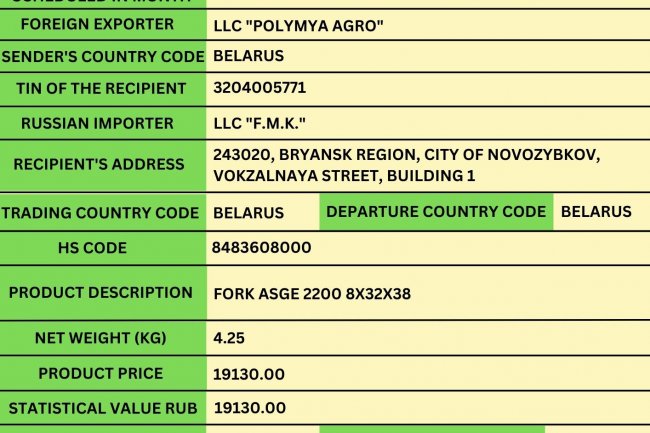 SCHEDULED IN MONTH
FOREIGN EXPORTER LLC "POLYMYA AGRO"
SENDER'S COUNTRY CODE BELARUS
TIN OF THE RECIPIENT 3204005771
RUSSIAN IMPORTER LLC "F.M.K."
RECIPIENT'S ADDRESS 243020, BRYANSK REGION, CITY OF NOVOZYBKOV,
VOKZALNAYA STREET, BUILDING 1
TRADING COUNTRY CODE BELARUS DEPARTURE COUNTRY CODE BELARUS
HS CODE 8483608000
PRODUCT DESCRIPTION FORK ASGE 2200 8X32X38
NET WEIGHT (KG) 4.25
PRODUCT PRICE 19130.00
STATISTICAL VALUE RUB 19130.00